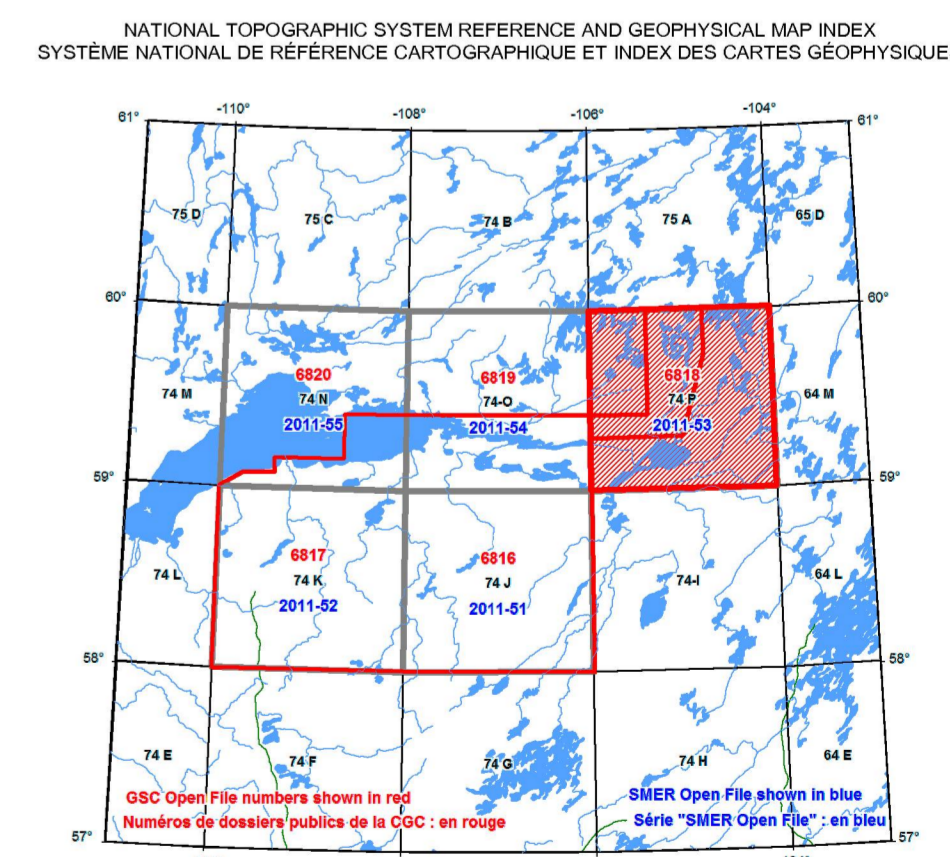 NATIONAL TOPOGRAPHIC SYSTEM REFERENCE AND GEOPHYSICAL MAP INDEX
SYSTÈME NATIONAL DE RÉFÉRENCE CARTOGRAPHIQUE ET INDEX DES CARTES GÉOPHYSIQUE
-110° -108° -106° -104°
61° 61°
75 D 75 C 74 B 75 A 65 D
60° 60°
6820 6819 6818
74 M 74 N 74-O 74 P 64 M
2011-55 2011-54 2011-53
59° 59°
6817 6816
74 L 74 K 74 J 74-I 64 L
2011-52 2011-51
58° 58°
74 E 74 F 74 G 74 H 64 E
GSC Open File numbers shown in red
Numéros de dossiers publics de la CGC : en rouge
SMER Open File shown in blue
Série "SMER Open File" : en bleu
57° 57°